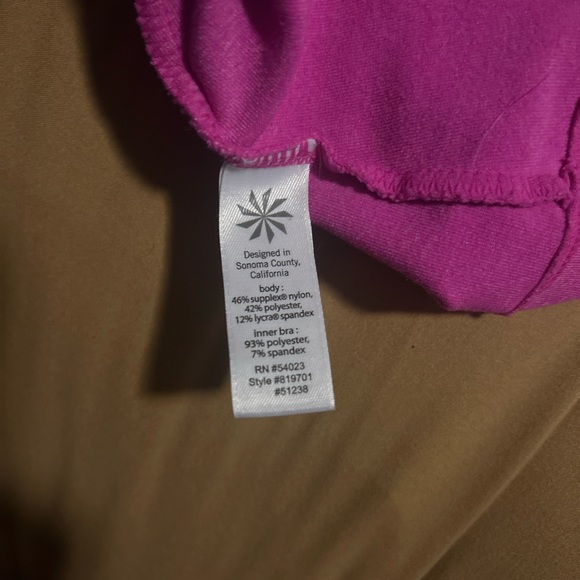 Designed in
Sonoma County,
California
body :
46% supplex® nylon,
42% polyester,
12% lycra® spandex
inner bra :
93% polyester,
7% spandex
RN #54023
Style #819701
#51238